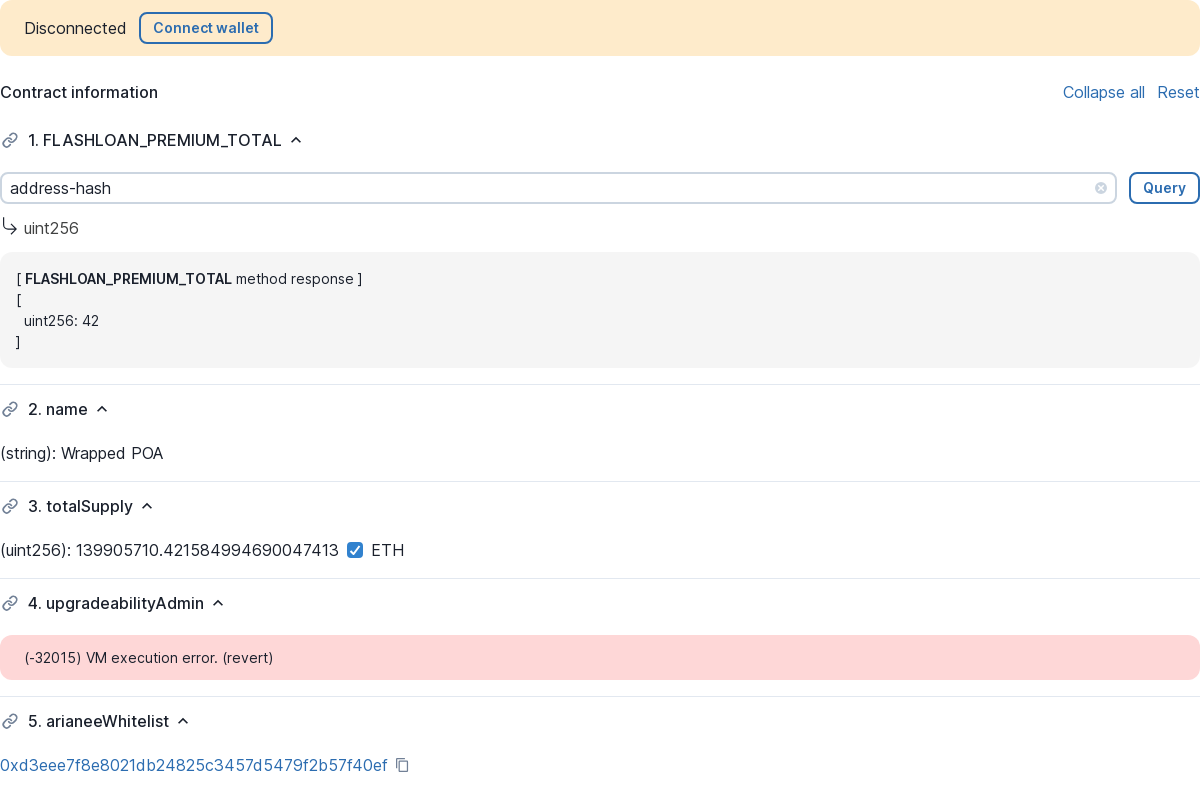 Disconnected Connect wallet
Contract information Collapse all Reset
1. FLASHLOAN_PREMIUM_TOTAL
address-hash Query
uint256
[ FLASHLOAN_PREMIUM_TOTAL method response ]
[
uint256: 42
]
2. name
(string): Wrapped POA
3. totalSupply
(uint256): 139905710.421584994690047413 ETH
4. upgradeabilityAdmin
(-32015) VM execution error. (revert)
5. arianeeWhitelist
0xd3eee7f8e8021db24825c3457d5479f2b57f40ef